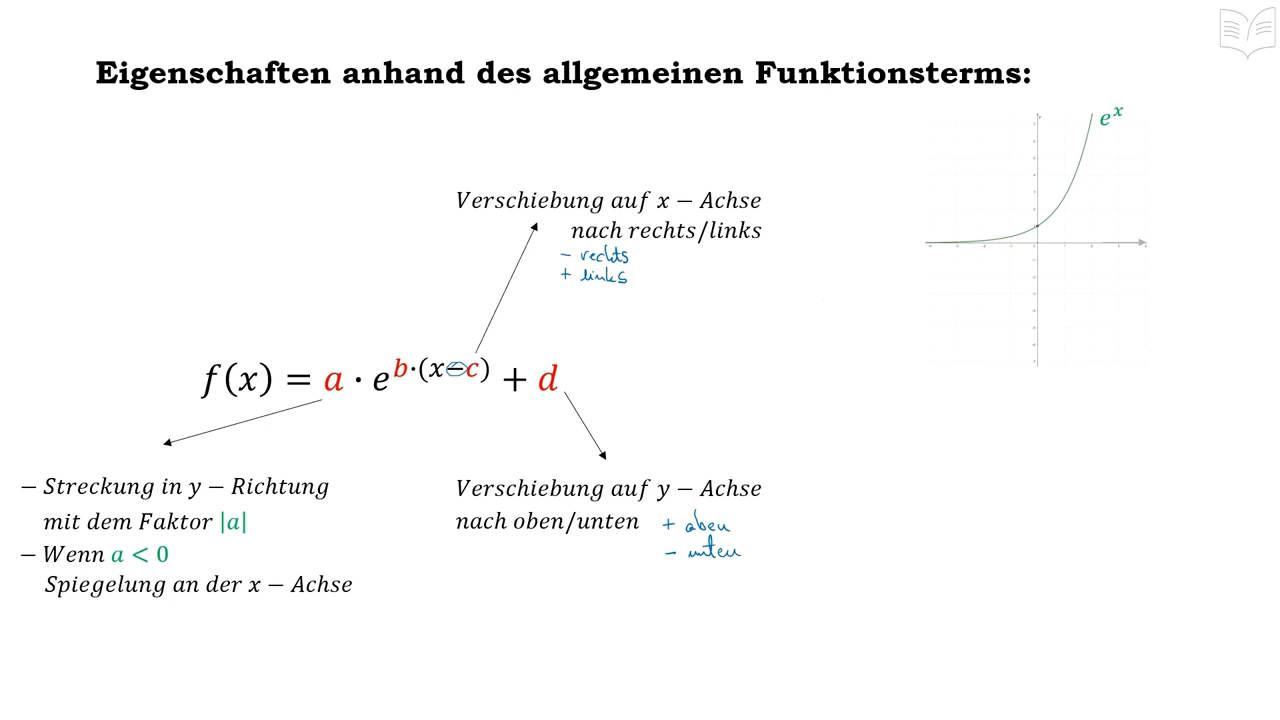 Eigenschaften anhand des allgemeinen Funktionsterms:
e^x
Verschiebung auf x − Achse
nach rechts/links
− rechts
+ links
f(x) = a · e^{b·(x−c)} + d
− Streckung in y − Richtung
mit dem Faktor |a|
− Wenn a < 0
Spiegelung an der x − Achse
Verschiebung auf y − Achse
nach oben/unten
+ oben
− unten